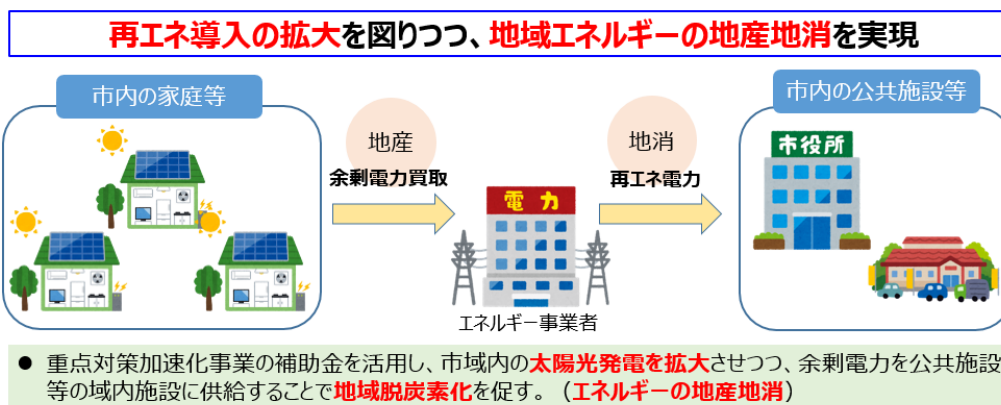 再エネ導入の拡大を図りつつ、地域エネルギーの地産地消を実現
市内の家庭等
地産
余剰電力買取
電力
エネルギー事業者
地消
再エネ電力
市内の公共施設等
市役所
● 重点対策加速化事業の補助金を活用し、市域内の太陽光発電を拡大させつつ、余剰電力を公共施設
等の域内施設に供給することで地域脱炭素化を促す。（エネルギーの地産地消）